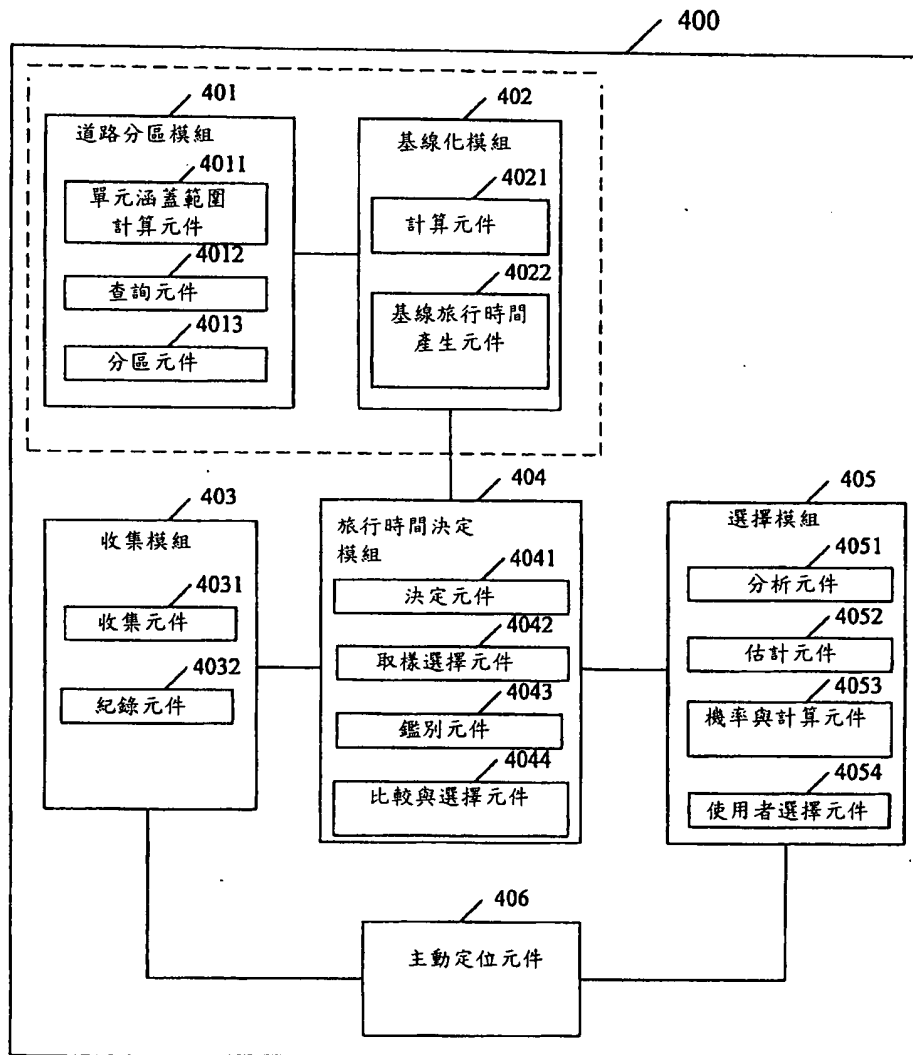 400
401
道路分區模組
4011
單元涵蓋範圍
計算元件
4012
查詢元件
4013
分區元件
402
基線化模組
4021
計算元件
4022
基線旅行時間
產生元件
403
收集模組
4031
收集元件
4032
紀錄元件
404
旅行時間決定
模組
4041
決定元件
4042
取樣選擇元件
4043
鑑別元件
4044
比較與選擇元件
405
選擇模組
4051
分析元件
4052
估計元件
4053
機率與計算元件
4054
使用者選擇元件
406
主動定位元件